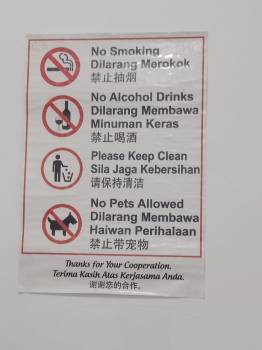 No Smoking
Dilarang Merokok
禁止抽烟
No Alcohol Drinks
Dilarang Membawa
Minuman Keras
禁止喝酒
Please Keep Clean
Sila Jaga Kebersihan
请保持清洁
No Pets Allowed
Dilarang Membawa
Haiwan Perihalaan
禁止带宠物
Thanks for Your Cooperation.
Terima Kasih Atas Kerjasama Anda.
谢谢您的合作。